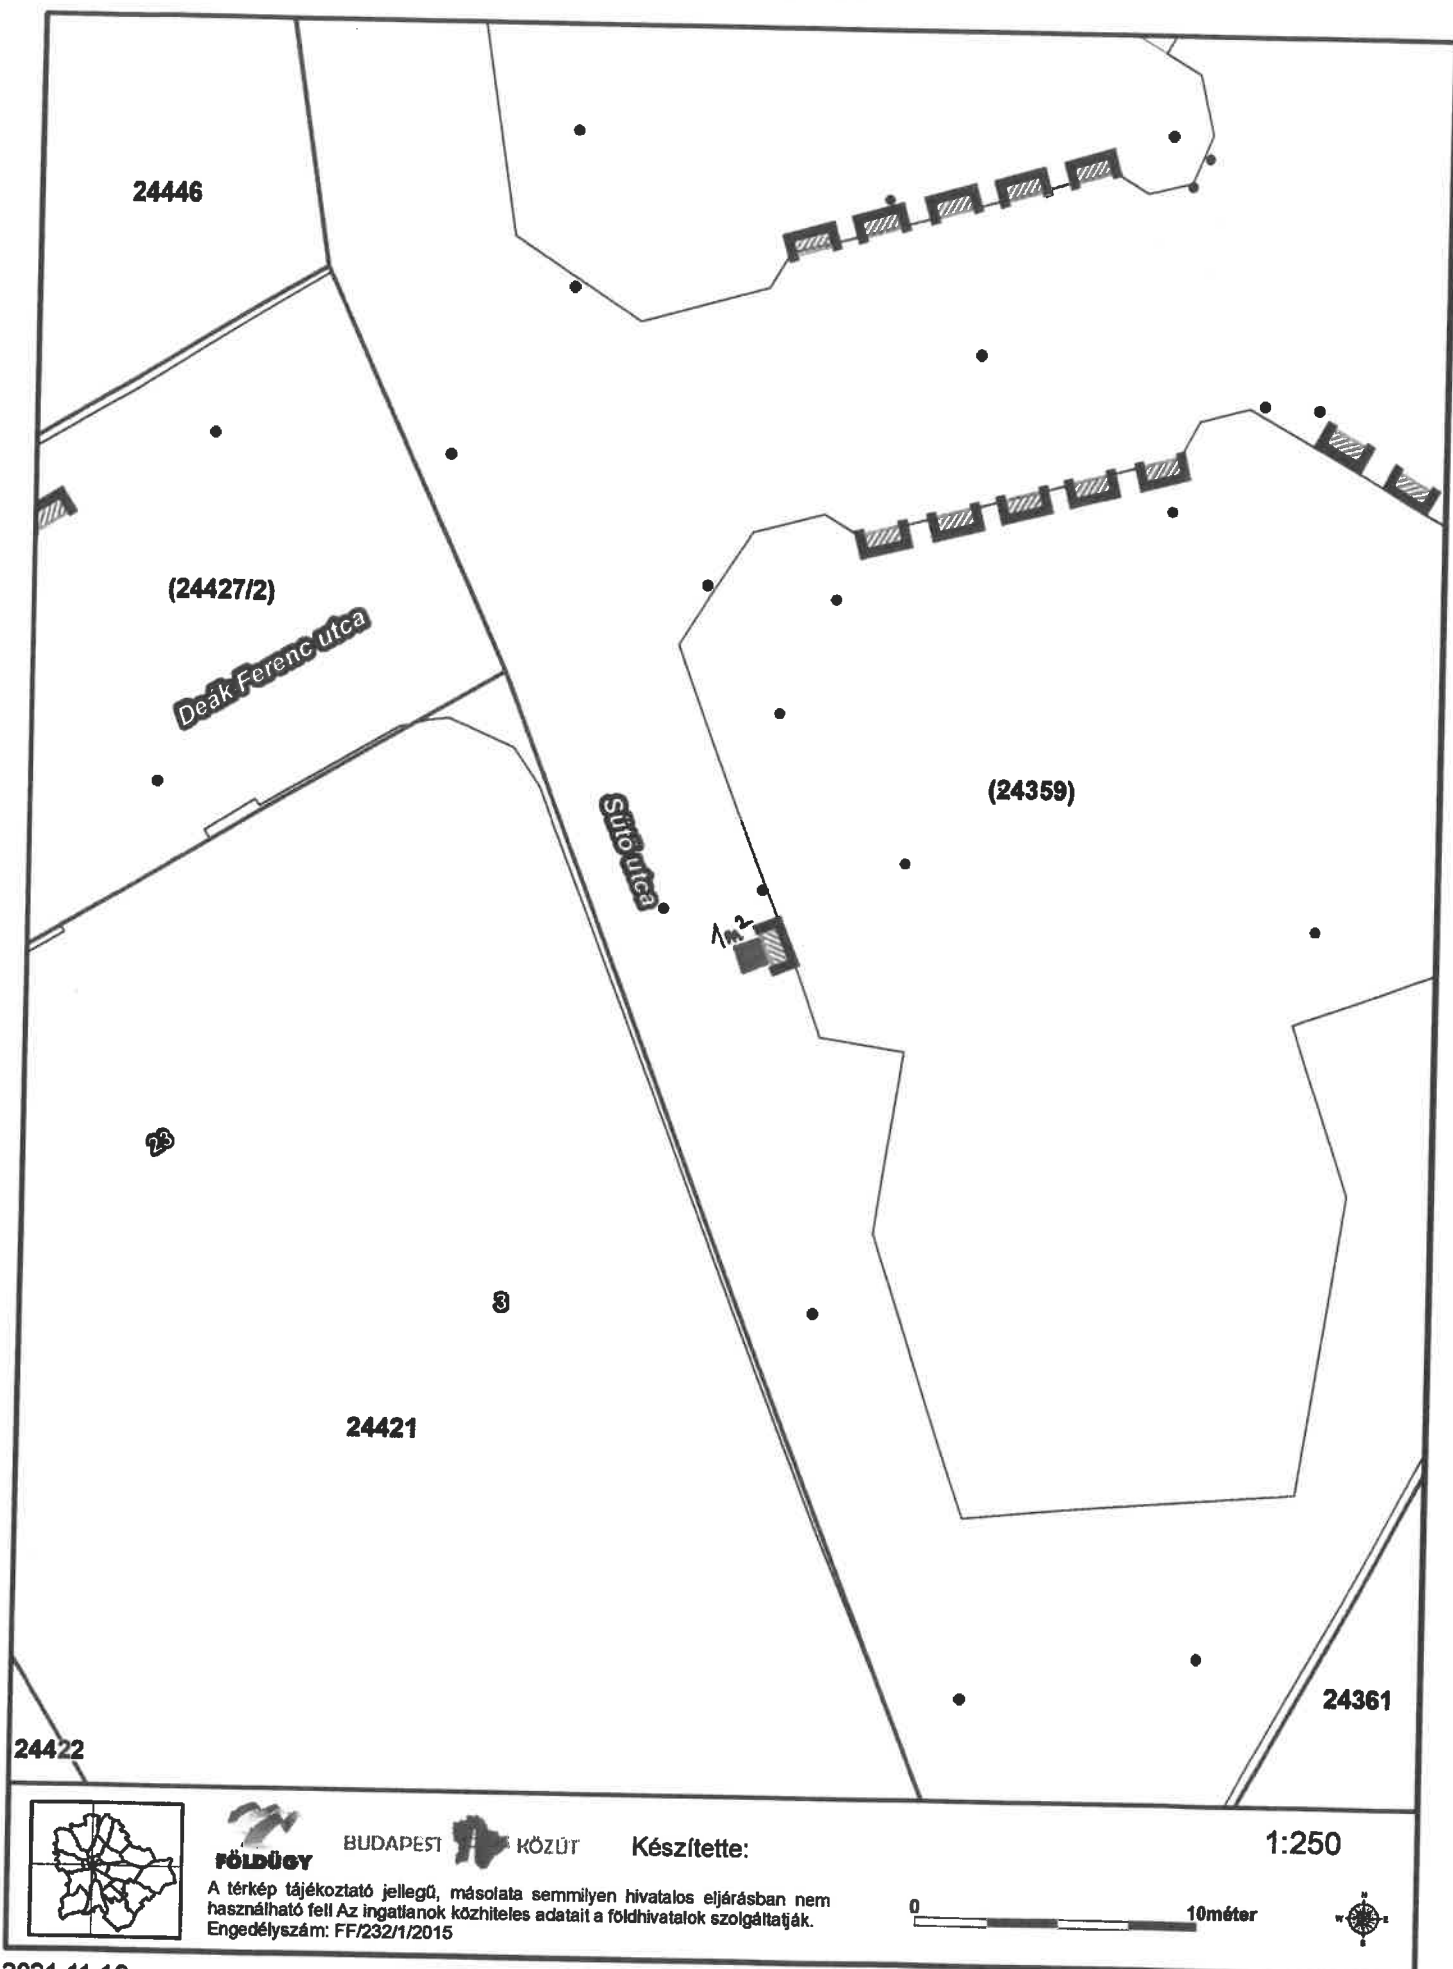 24446
(24427/2)
Deák Ferenc utca
Sütő utca
(24359)
1m²
23
3
24421
24422
24361
FÖLDÜGY
BUDAPEST KÖZÚT
Készítette:
1:250
A térkép tájékoztató jellegű, másolata semmilyen hivatalos eljárásban nem
használható fel! Az ingatlanok közhiteles adatait a földhivatalok szolgáltatják.
Engedélyszám: FF/232/1/2015
0 10méter
N
W E
S